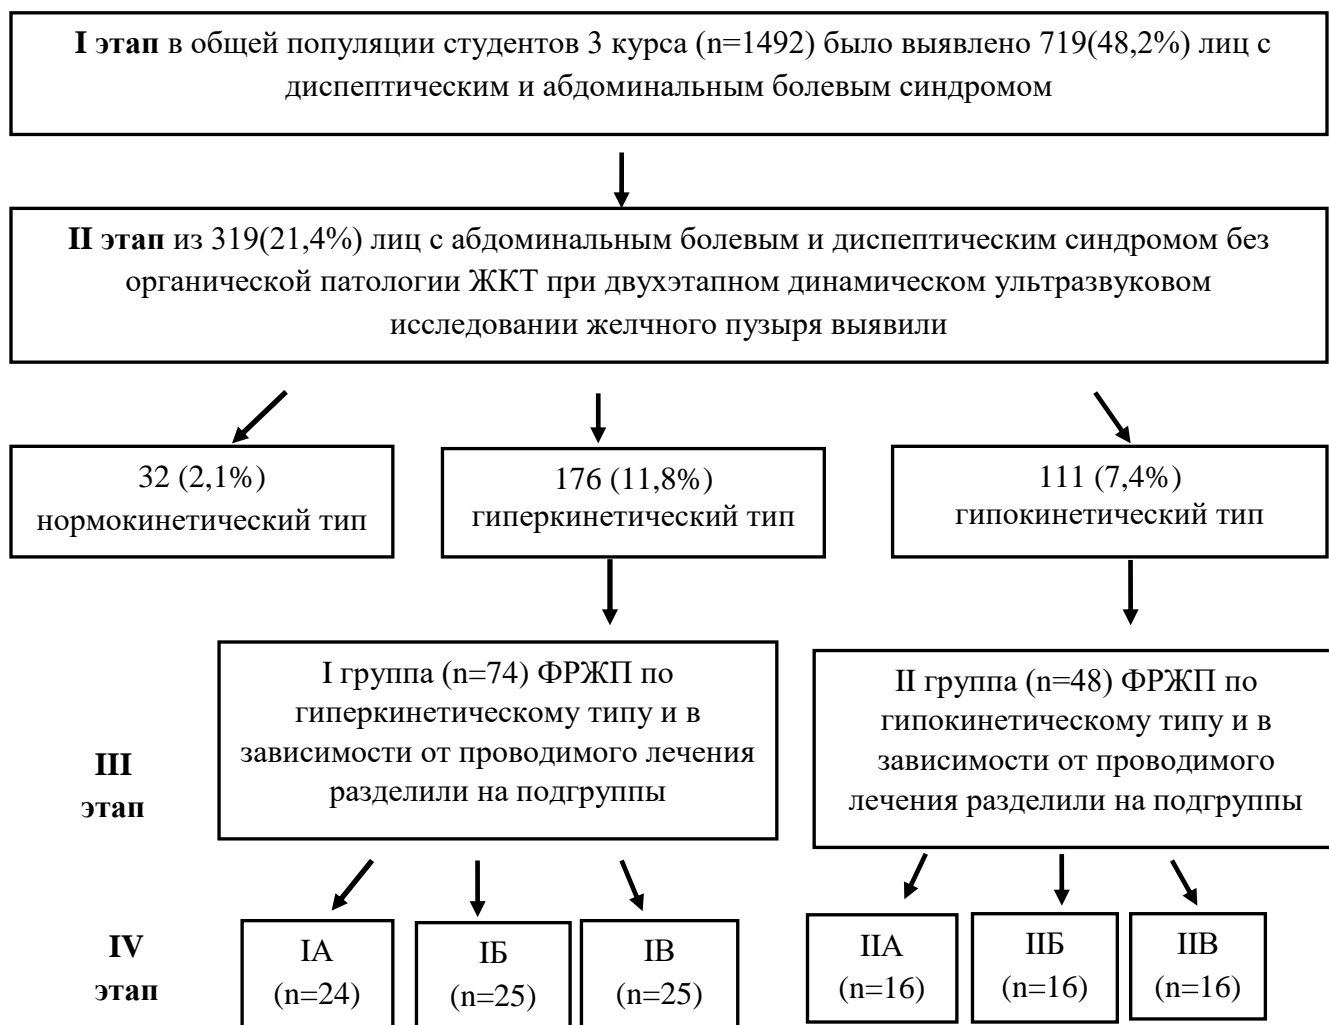 I этап в общей популяции студентов 3 курса (n=1492) было выявлено 719(48,2%) лиц с
диспептическим и абдоминальным болевым синдромом
II этап из 319(21,4%) лиц с абдоминальным болевым и диспептическим синдромом без
органической патологии ЖКТ при двухэтапном динамическом ультразвуковом
исследовании желчного пузыря выявили
32 (2,1%)
нормокинетический тип
176 (11,8%)
гиперкинетический тип
111 (7,4%)
гипокинетический тип
III
этап
I группа (n=74) ФРЖП по
гиперкинетическому типу и в
зависимости от проводимого лечения
разделили на подгруппы
II группа (n=48) ФРЖП по
гипокинетическому типу и в
зависимости от проводимого
лечения разделили на подгруппы
IV
этап
IА
(n=24)
IБ
(n=25)
IВ
(n=25)
IIА
(n=16)
IIБ
(n=16)
IIВ
(n=16)